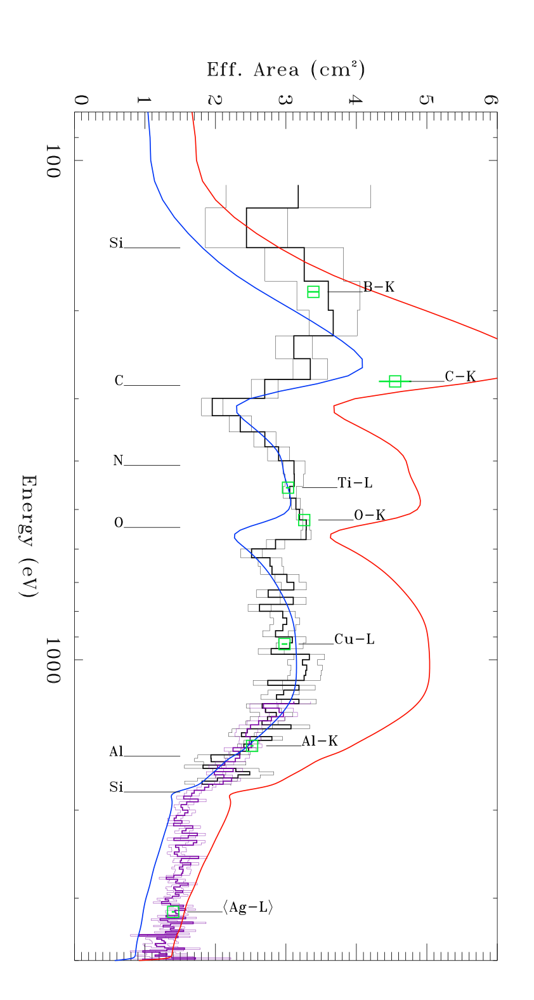 Eff. Area (cm²)
0 1 2 3 4 5 6
100
Si
B-K
C
C-K
N
Ti-L
O-K
O
Energy (eV)
Cu-L
1000
Al-K
Al
Si
⟨Ag-L⟩